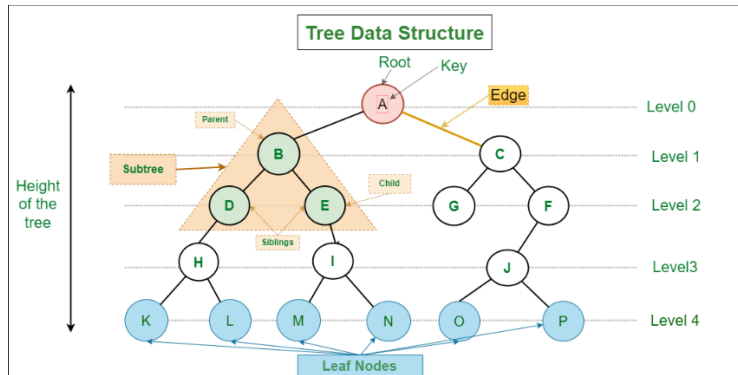 Tree Data Structure
Root
Key
A
Edge
Level 0
Parent
B
C
Level 1
Subtree
Child
Height
of the
tree
D
E
G
F
Level 2
Siblings
H
I
J
Level3
K
L
M
N
O
P
Level 4
Leaf Nodes